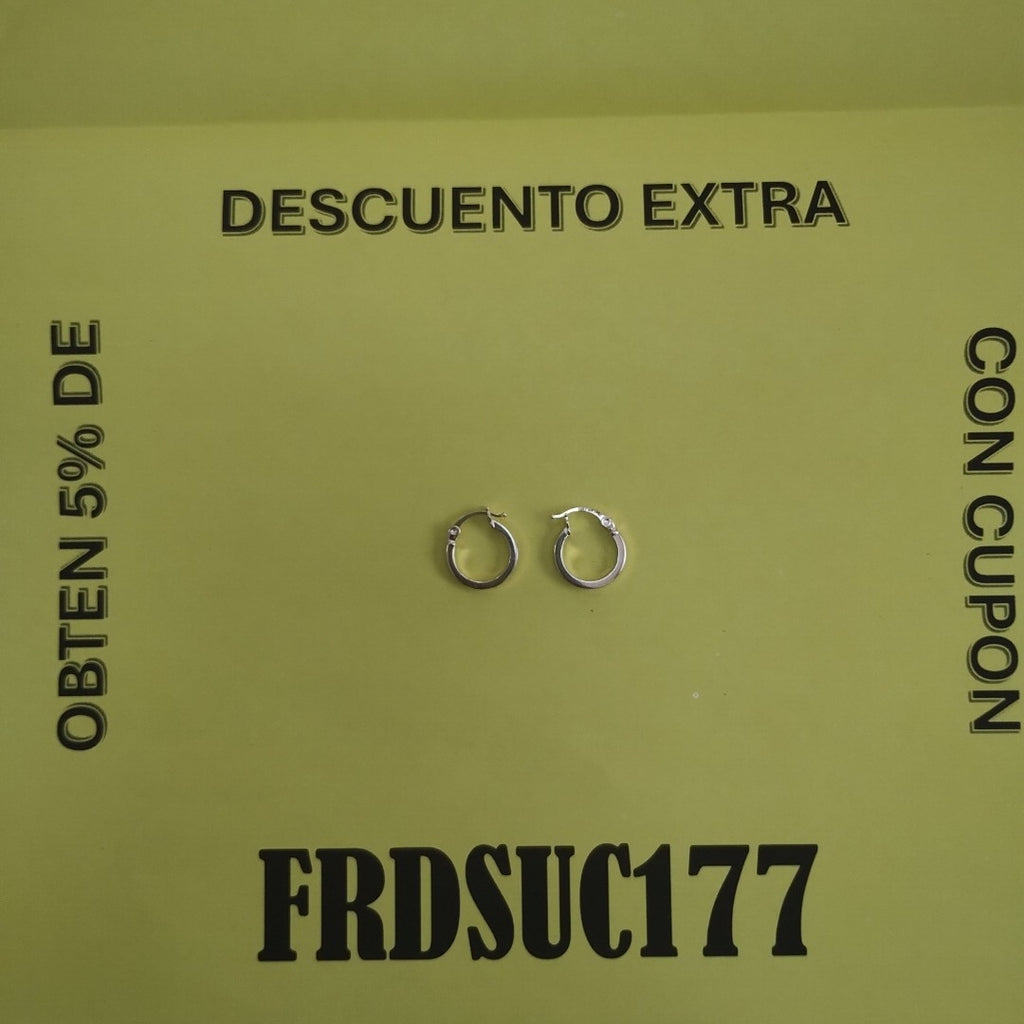 OBTEN 5% DE
DESCUENTO EXTRA
CON CUPON
FRDSUC177